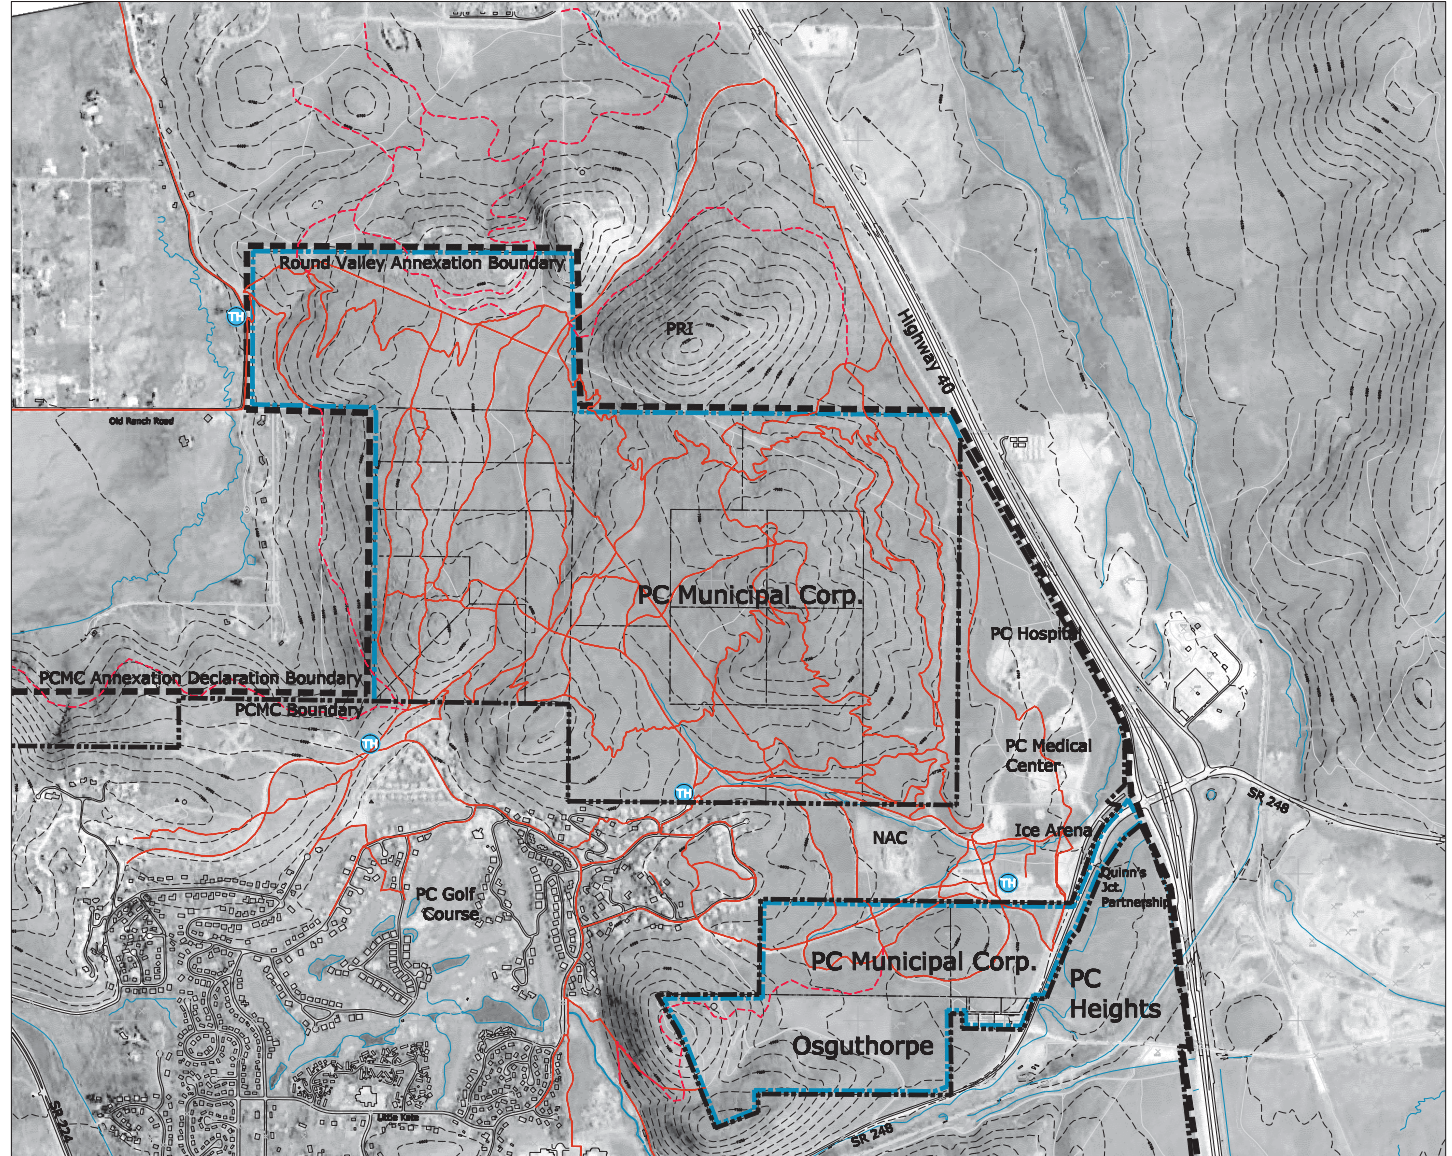 Round Valley Annexation Boundary
TH
PRI
Highway 40
Old Ranch Road
PC Municipal Corp.
PC Hospital
PCMC Annexation Declaration Boundary
PCMC Boundary
TH
PC Medical
Center
TH
SR 248
NAC
Ice Arena
Quinn's
Jct.
Partnership
TH
PC Golf
Course
PC Municipal Corp.
PC
Heights
Osguthorpe
Little Kate
SR 224
SR 248